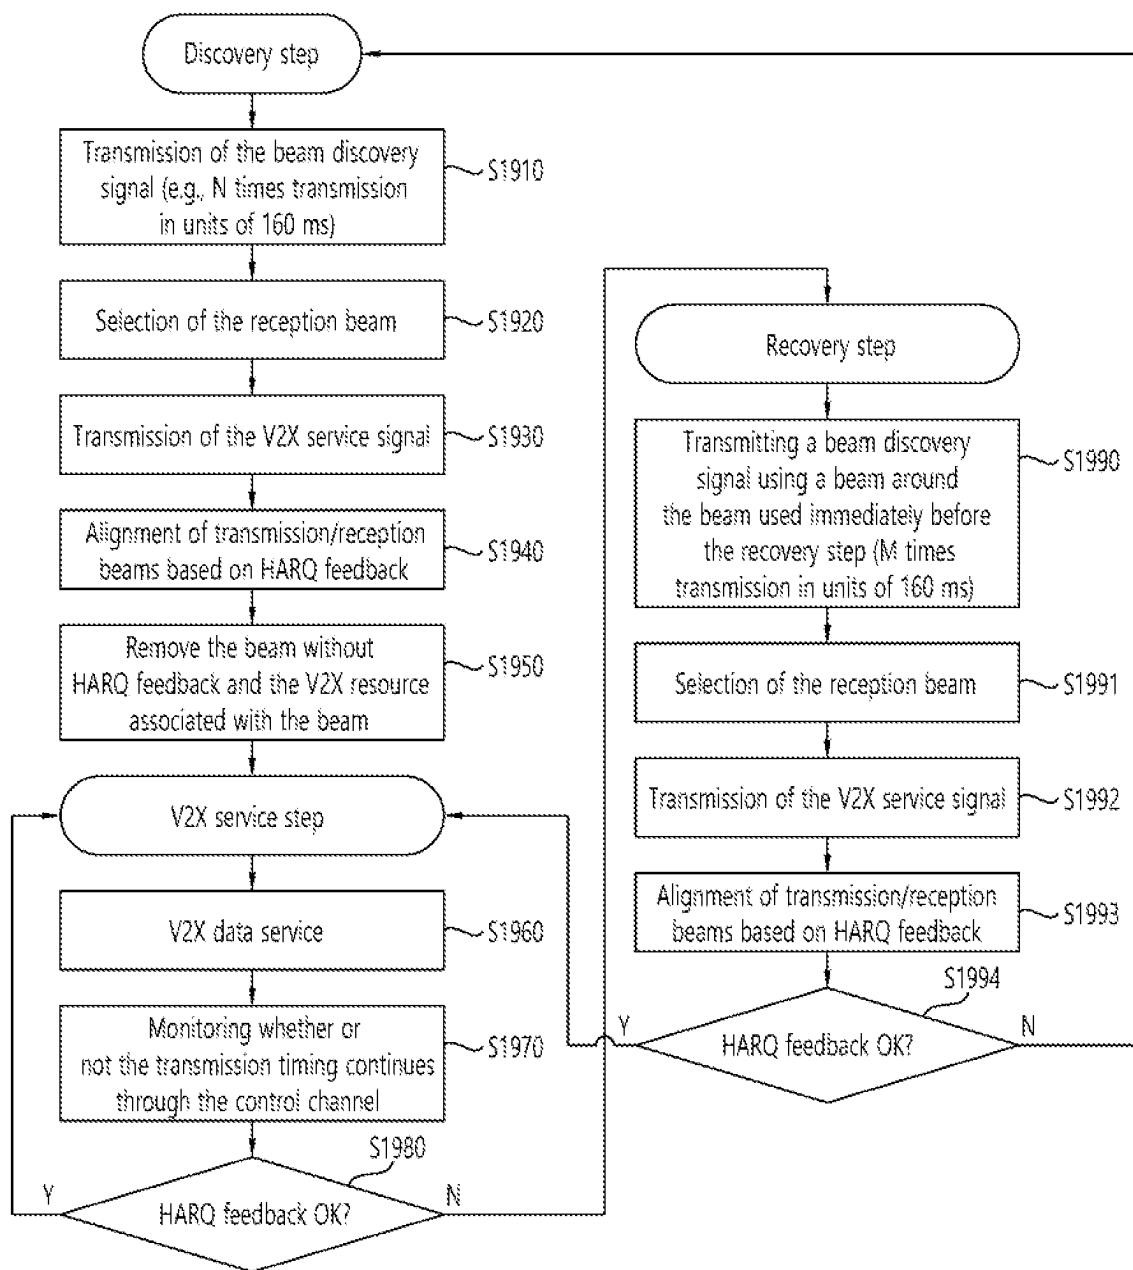 Discovery step
Transmission of the beam discovery
signal (e.g., N times transmission
in units of 160 ms)
S1910
Selection of the reception beam
S1920
Transmission of the V2X service signal
S1930
Alignment of transmission/reception
beams based on HARQ feedback
S1940
Remove the beam without
HARQ feedback and the V2X resource
associated with the beam
S1950
V2X service step
V2X data service
S1960
Monitoring whether or
not the transmission timing continues
through the control channel
S1970
S1980
HARQ feedback OK?
Y
N
Recovery step
Transmitting a beam discovery
signal using a beam around
the beam used immediately before
the recovery step (M times
transmission in units of 160 ms)
S1990
Selection of the reception beam
S1991
Transmission of the V2X service signal
S1992
Alignment of transmission/reception
beams based on HARQ feedback
S1993
S1994
HARQ feedback OK?
Y
N